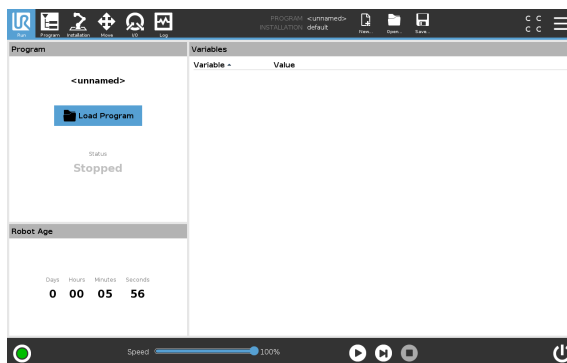 UR
Run
Program
Installation
Move
I/O
Log
PROGRAM <unnamed>
INSTALLATION default
New...
Open...
Save...
C C
C C
Program
Variables
<unnamed>
Variable
Value
Load Program
Status
Stopped
Robot Age
Days Hours Minutes Seconds
0 00 05 56
Speed
100%